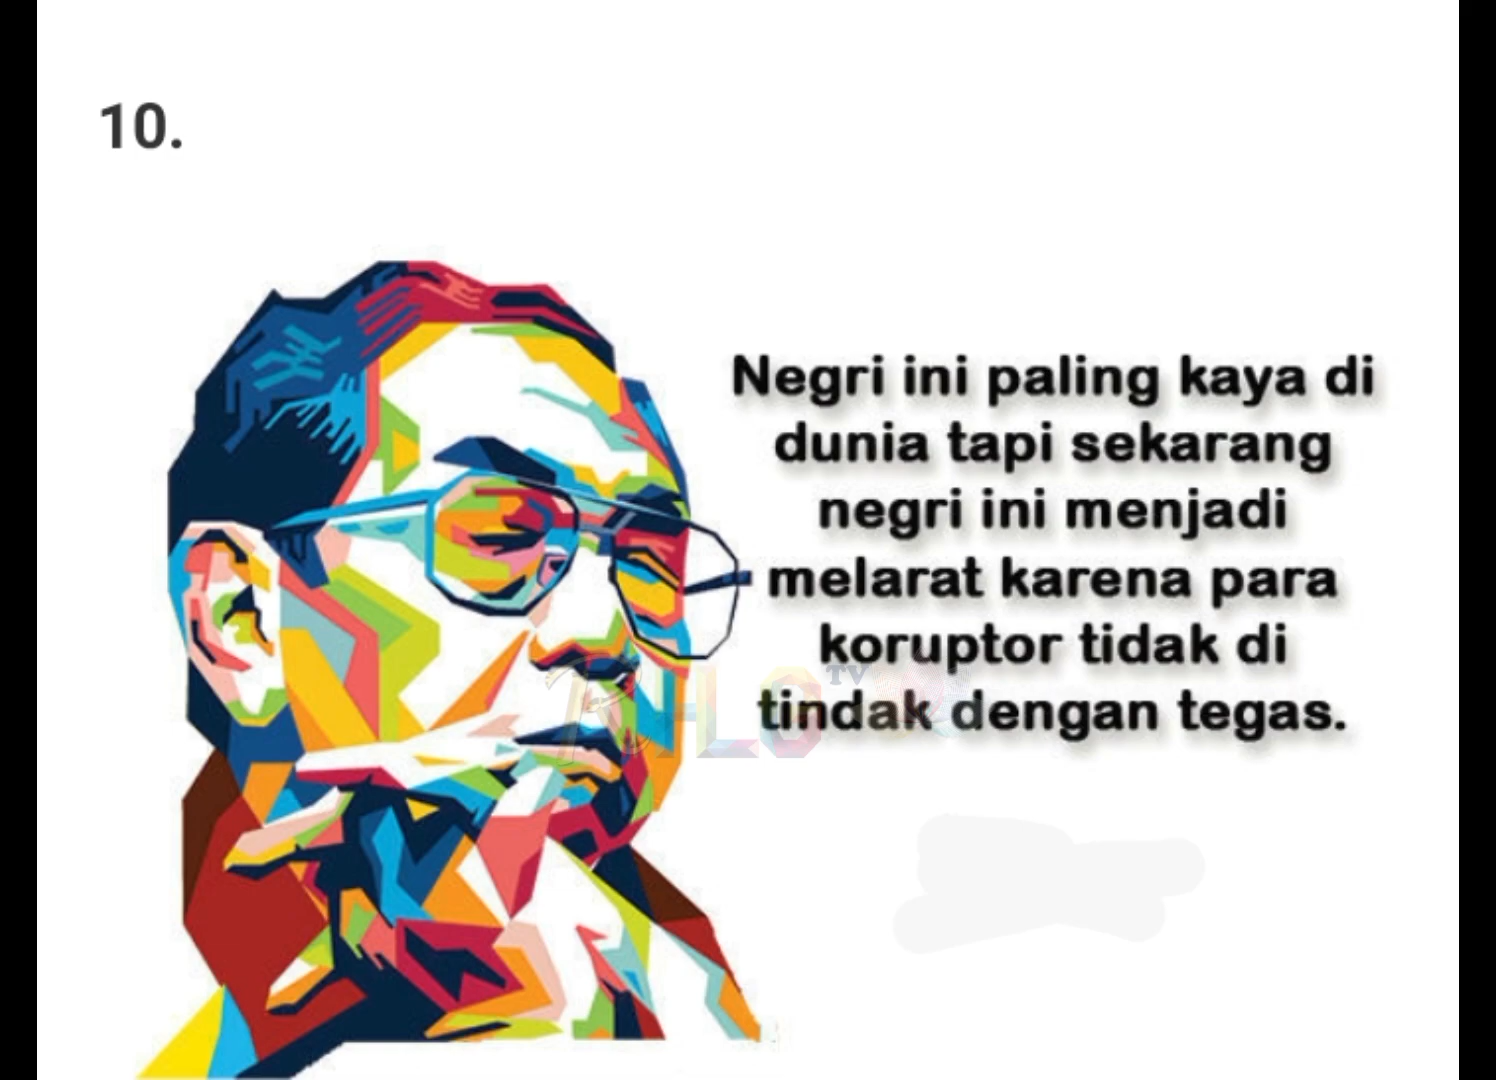 10.
Negri ini paling kaya di
dunia tapi sekarang
negri ini menjadi
melarat karena para
koruptor tidak di
tindak dengan tegas.
TV